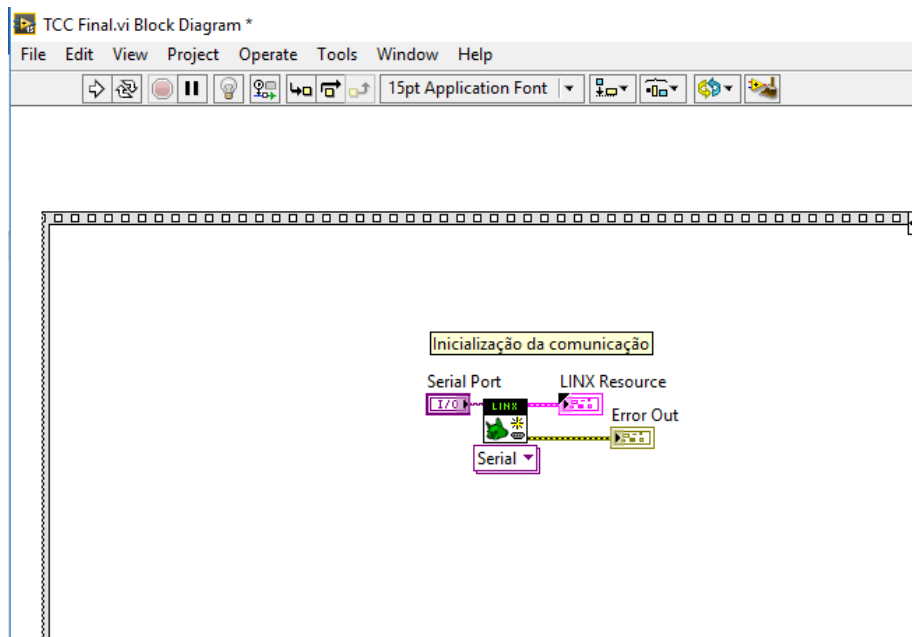 TCC Final.vi Block Diagram *
File Edit View Project Operate Tools Window Help
15pt Application Font
Inicialização da comunicação
Serial Port LINX Resource
I/O LINX
Error Out
Serial